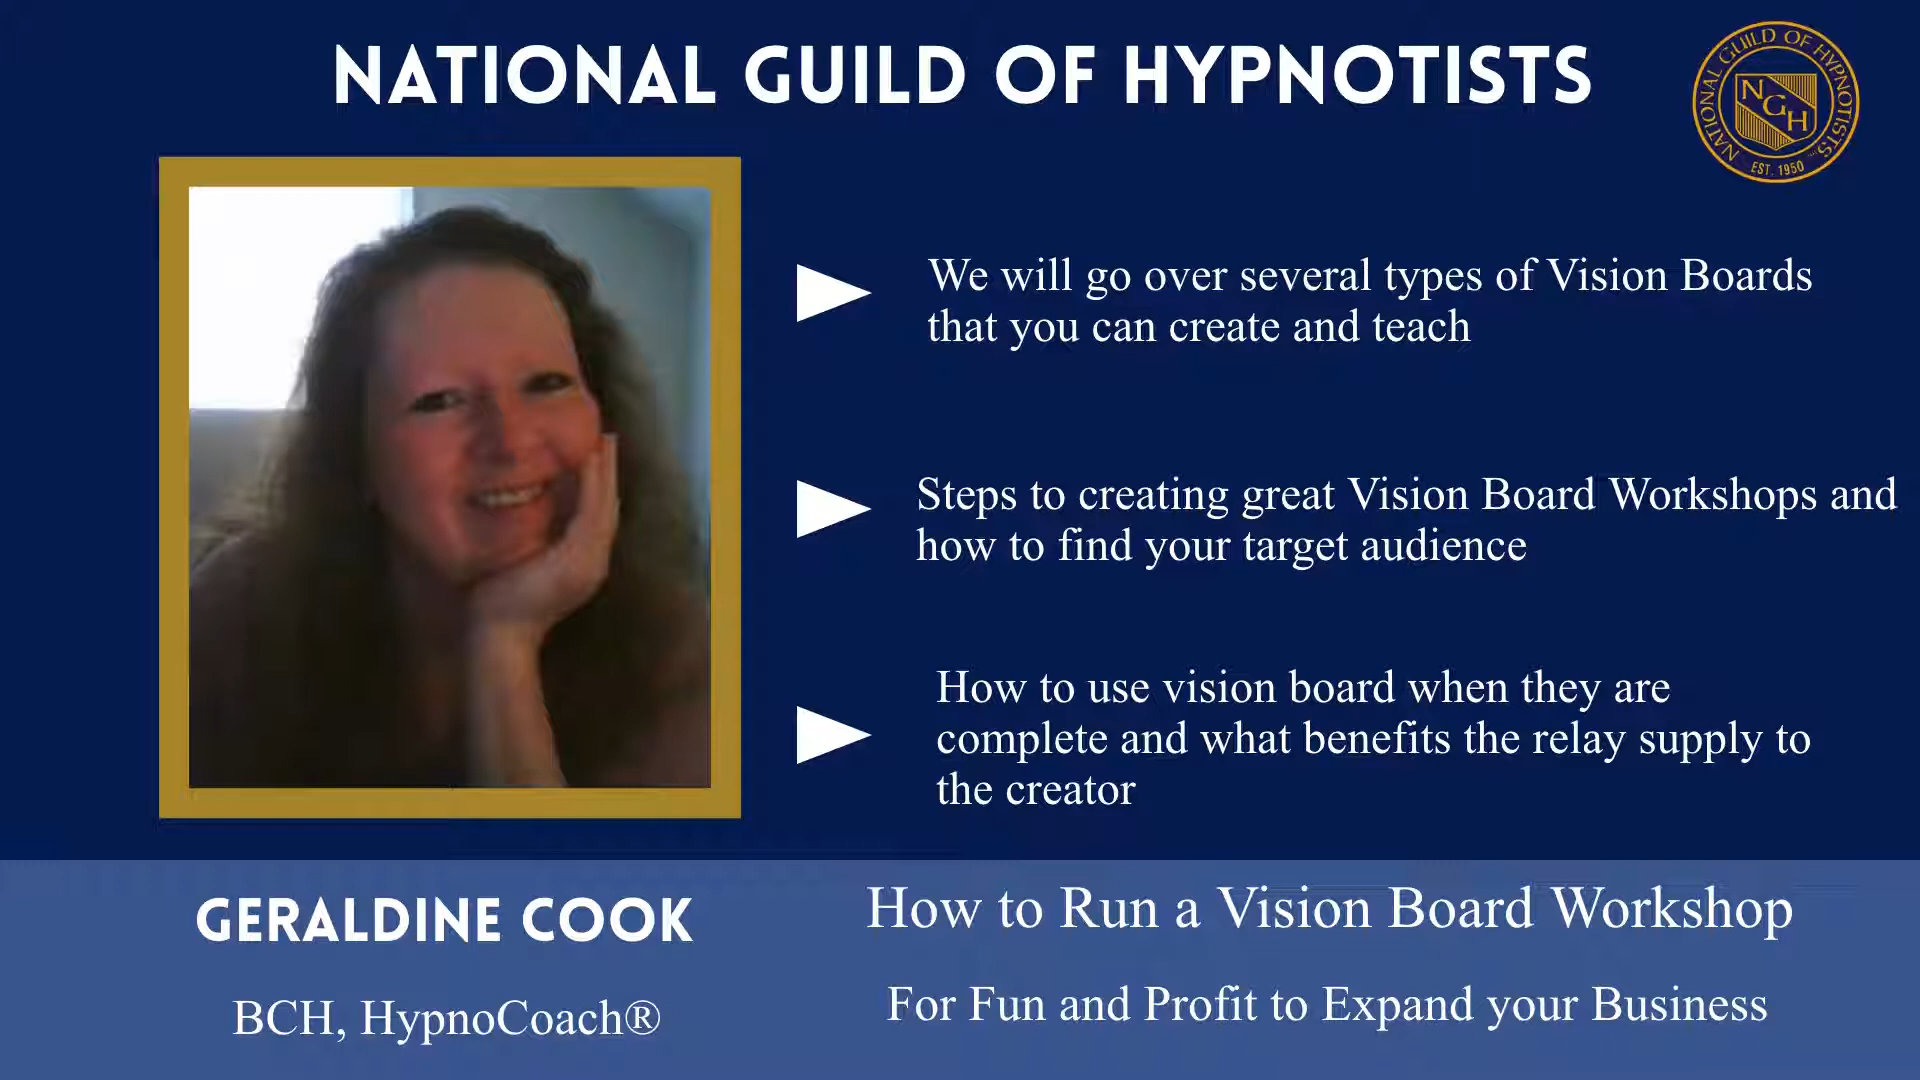 NATIONAL GUILD OF HYPNOTISTS
NATIONAL GUILD OF HYPNOTISTS
NGH
EST. 1950
We will go over several types of Vision Boards
that you can create and teach
Steps to creating great Vision Board Workshops and
how to find your target audience
How to use vision board when they are
complete and what benefits the relay supply to
the creator
GERALDINE COOK
BCH, HypnoCoach®
How to Run a Vision Board Workshop
For Fun and Profit to Expand your Business